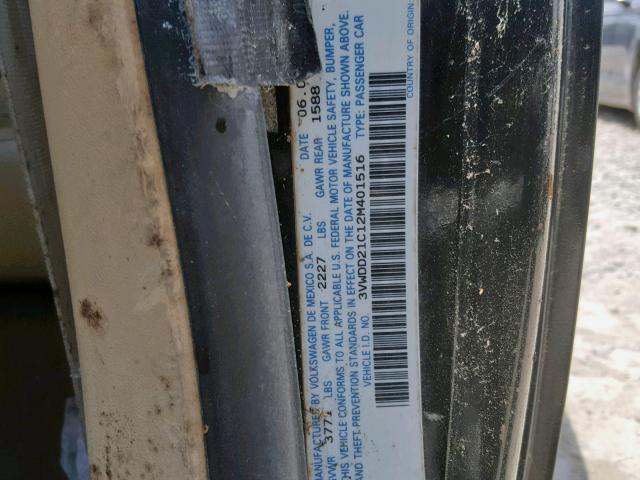 MANUFACTURED BY VOLKSWAGEN DE MEXICO S.A. DE C.V. DATE 06.0
GVWR 3771 LBS GAWR FRONT 2227 LBS GAWR REAR 1588
THIS VEHICLE CONFORMS TO ALL APPLICABLE U.S. FEDERAL MOTOR VEHICLE SAFETY, BUMPER,
AND THEFT PREVENTION STANDARDS IN EFFECT ON THE DATE OF MANUFACTURE SHOWN ABOVE.
VEHICLE I.D. NO. 3VWDD21C12M401516 TYPE: PASSENGER CAR
COUNTRY OF ORIGIN